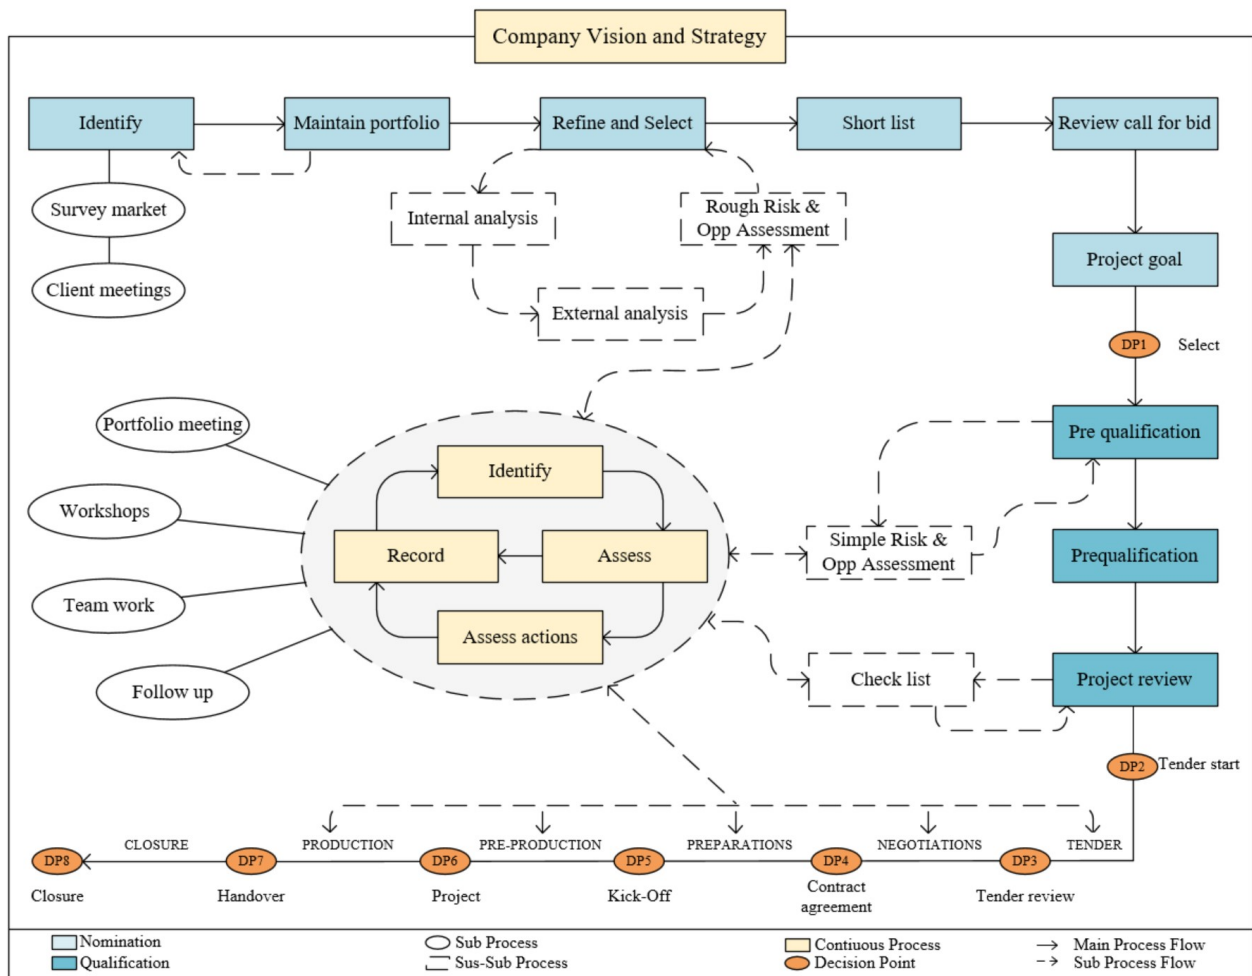 Company Vision and Strategy
Identify
Maintain portfolio
Refine and Select
Short list
Review call for bid
Survey market
Client meetings
Internal analysis
Rough Risk &
Opp Assessment
External analysis
Project goal
DP1
Select
Portfolio meeting
Workshops
Team work
Follow up
Identify
Record
Assess
Assess actions
Pre qualification
Simple Risk &
Opp Assessment
Prequalification
Check list
Project review
DP2
Tender start
CLOSURE
PRODUCTION
PRE-PRODUCTION
PREPARATIONS
NEGOTIATIONS
TENDER
DP8
DP7
DP6
DP5
DP4
DP3
Closure
Handover
Project
Kick-Off
Contract
agreement
Tender review
Nomination
Sub Process
Contiuous Process
Main Process Flow
Qualification
Sus-Sub Process
Decision Point
Sub Process Flow